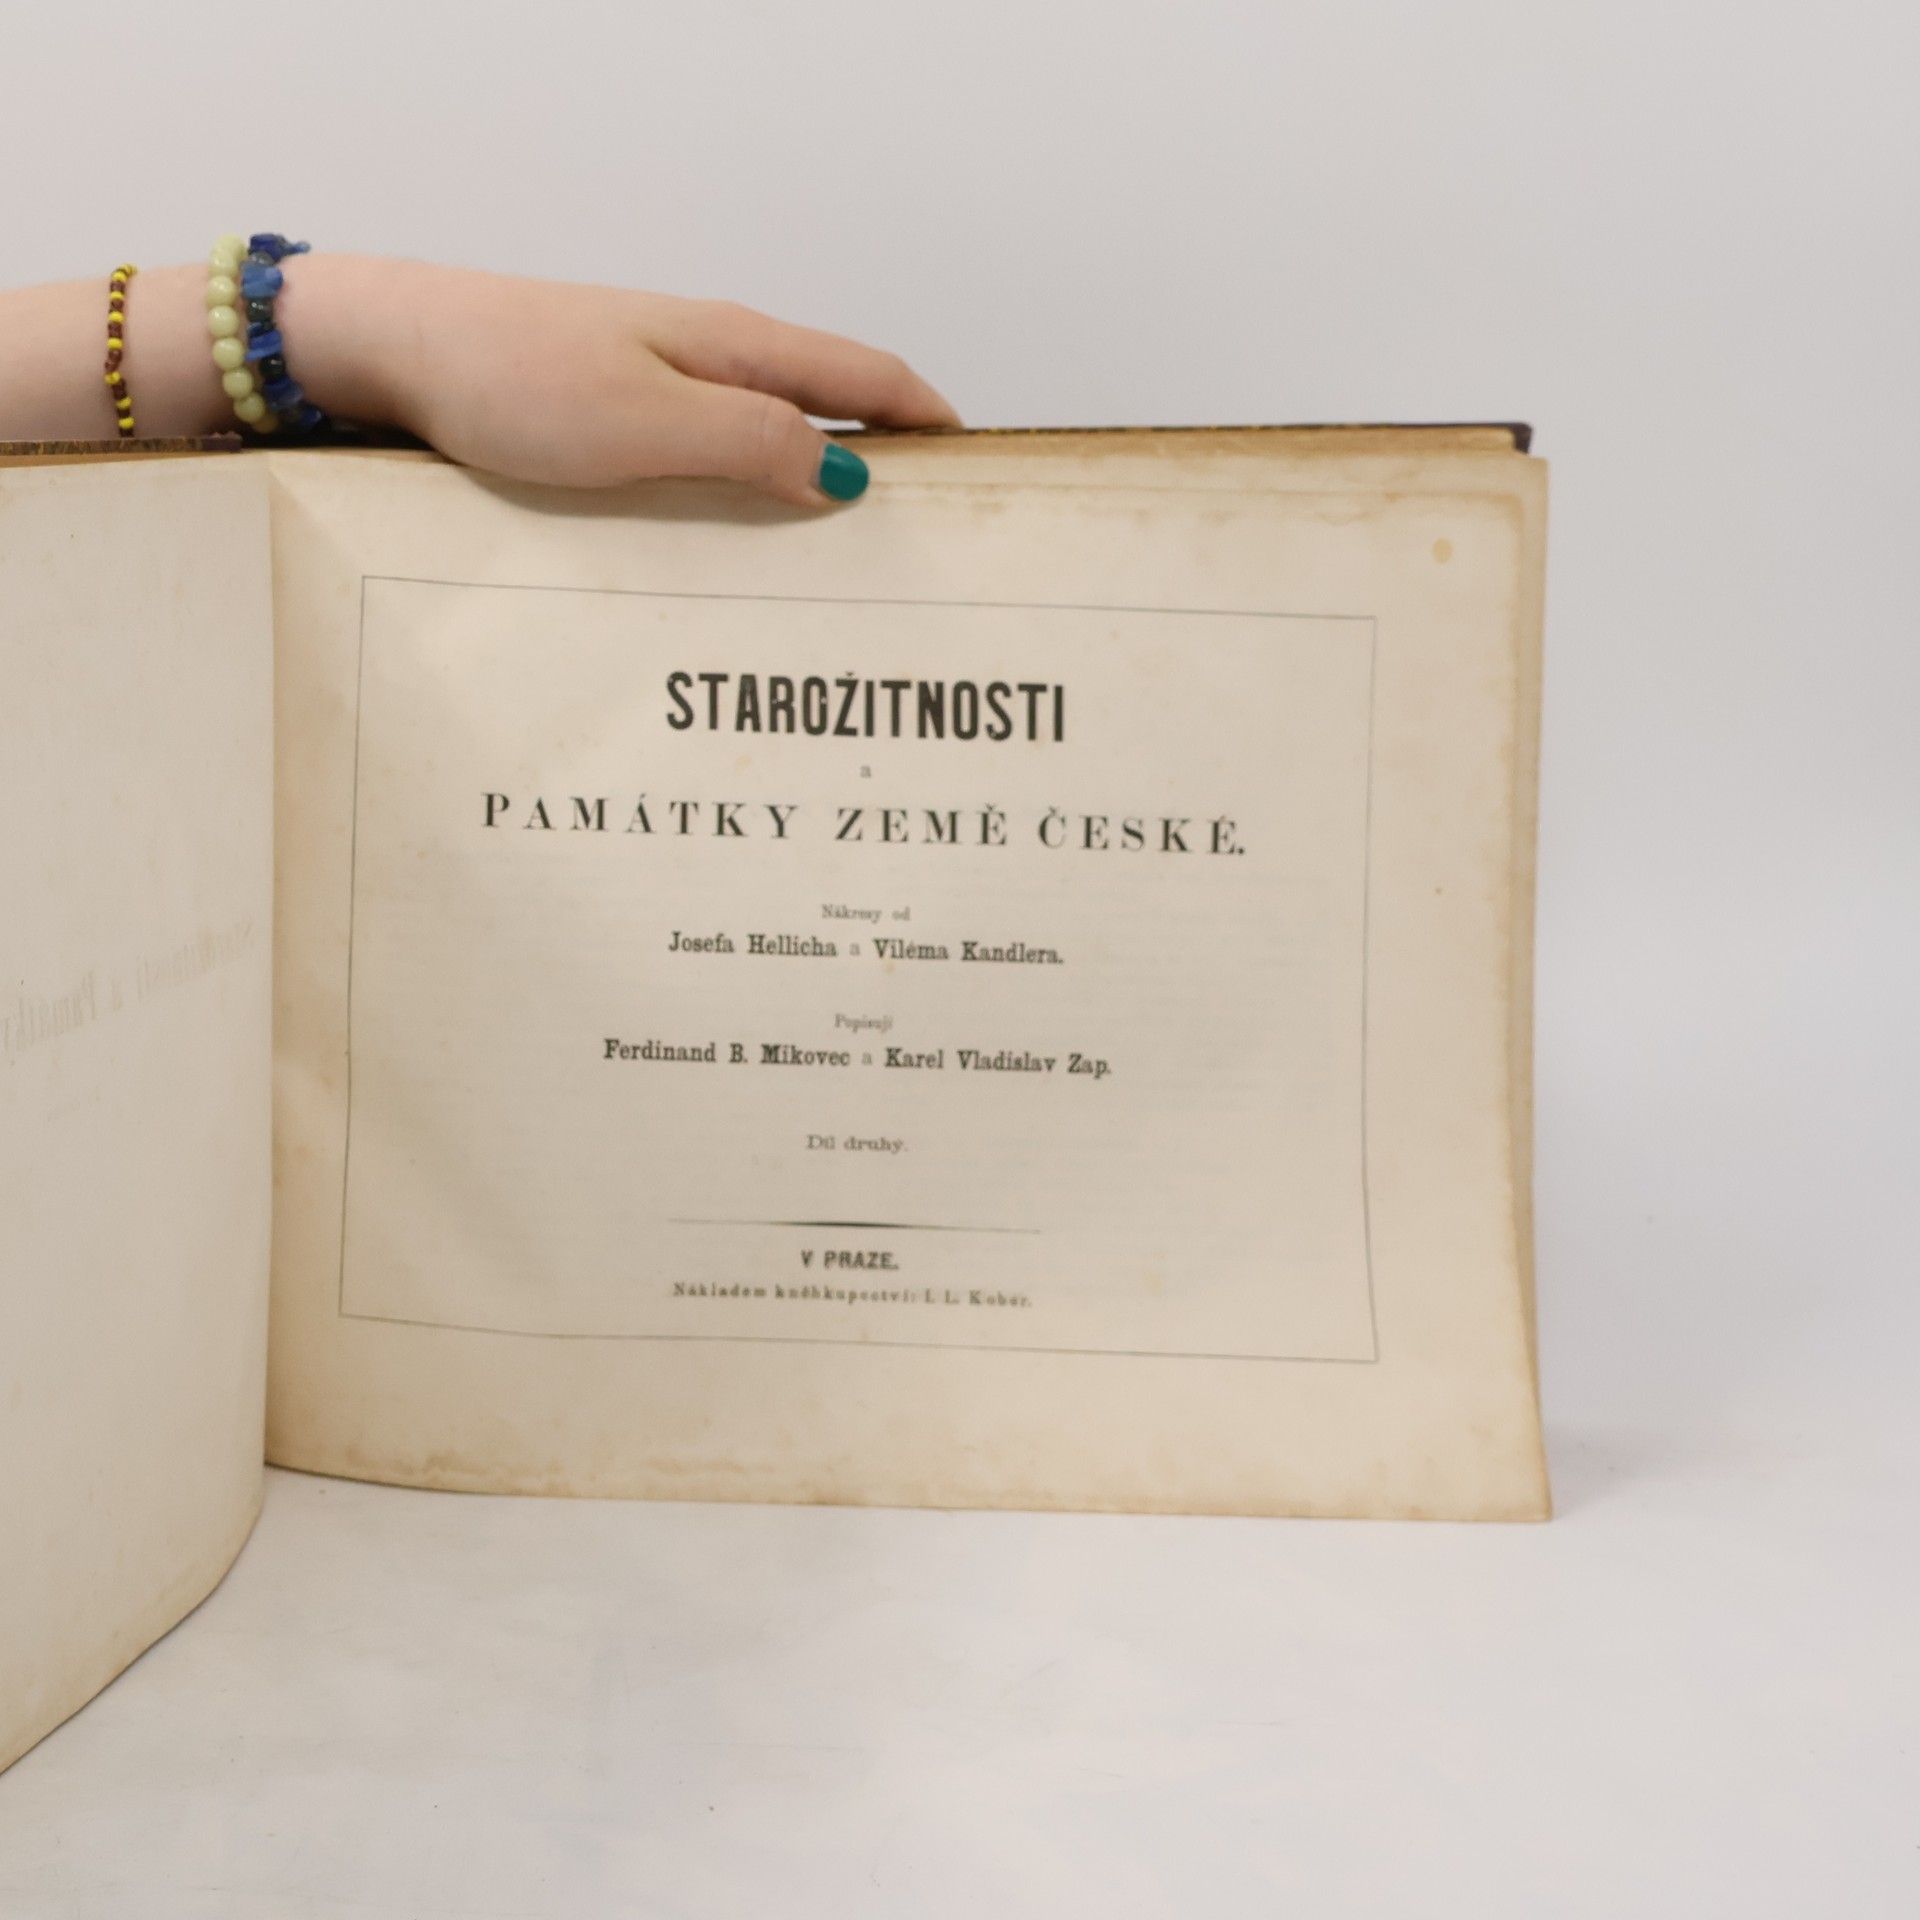 STAROŽITNOSTI
a
PAMÁTKY ZEMĚ ČESKÉ.
Nákresy od
Josefa Hellicha a Viléma Kandlera.
Popisují
Ferdinand B. Mikovec a Karel Vladislav Zap.
Díl druhý.
V PRAZE.
Nákladem kněhkupectví: I. L. Kober.